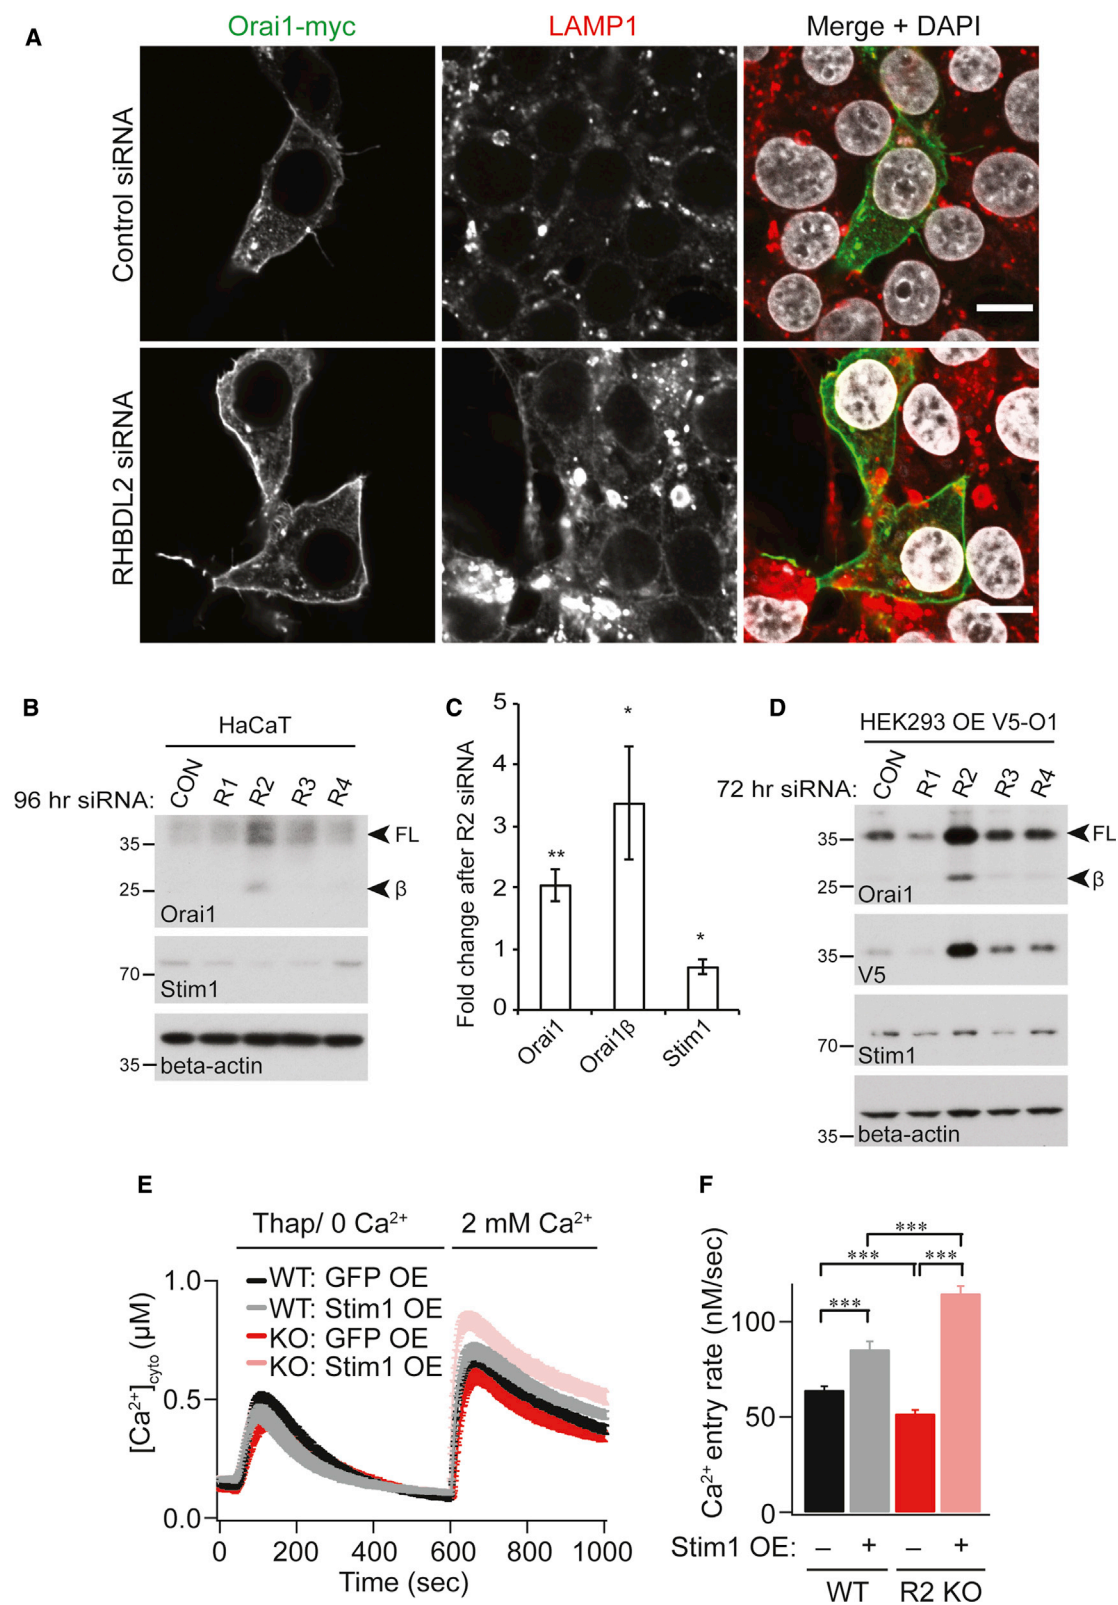 A
Orai1-myc
LAMP1
Merge + DAPI
Control siRNA
RHBDL2 siRNA
B
HaCaT
96 hr siRNA:
CON
R1
R2
R3
R4
35
25
FL
β
Orai1
70
Stim1
35
beta-actin
C
Fold change after R2 siRNA
5
4
3
2
1
0
**
*
*
Orai1
Orai1β
Stim1
D
HEK293 OE V5-O1
72 hr siRNA:
CON
R1
R2
R3
R4
35
25
FL
β
Orai1
35
V5
70
Stim1
35
beta-actin
E
Thap/ 0 Ca²⁺
2 mM Ca²⁺
WT: GFP OE
WT: Stim1 OE
KO: GFP OE
KO: Stim1 OE
[Ca²⁺]cyto (µM)
1.0
0.5
0.0
0 200 400 600 800 1000
Time (sec)
F
***
*** ***
***
Ca²⁺ entry rate (nM/sec)
100
50
0
Stim1 OE: – + – +
WT R2 KO